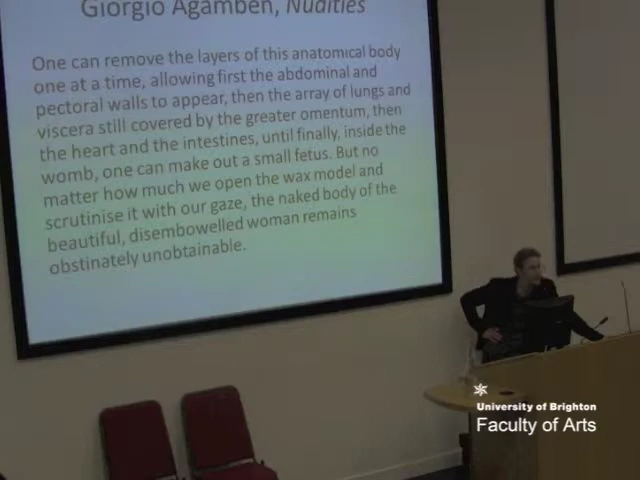 Giorgio Agamben, Nudities
One can remove the layers of this anatomical body
one at a time, allowing first the abdominal and
pectoral walls to appear, then the array of lungs and
viscera still covered by the greater omentum, then
the heart and the intestines, until finally, inside the
womb, one can make out a small fetus. But no
matter how much we open the wax model and
scrutinise it with our gaze, the naked body of the
beautiful, disembowelled woman remains
obstinately unobtainable.
University of Brighton
Faculty of Arts